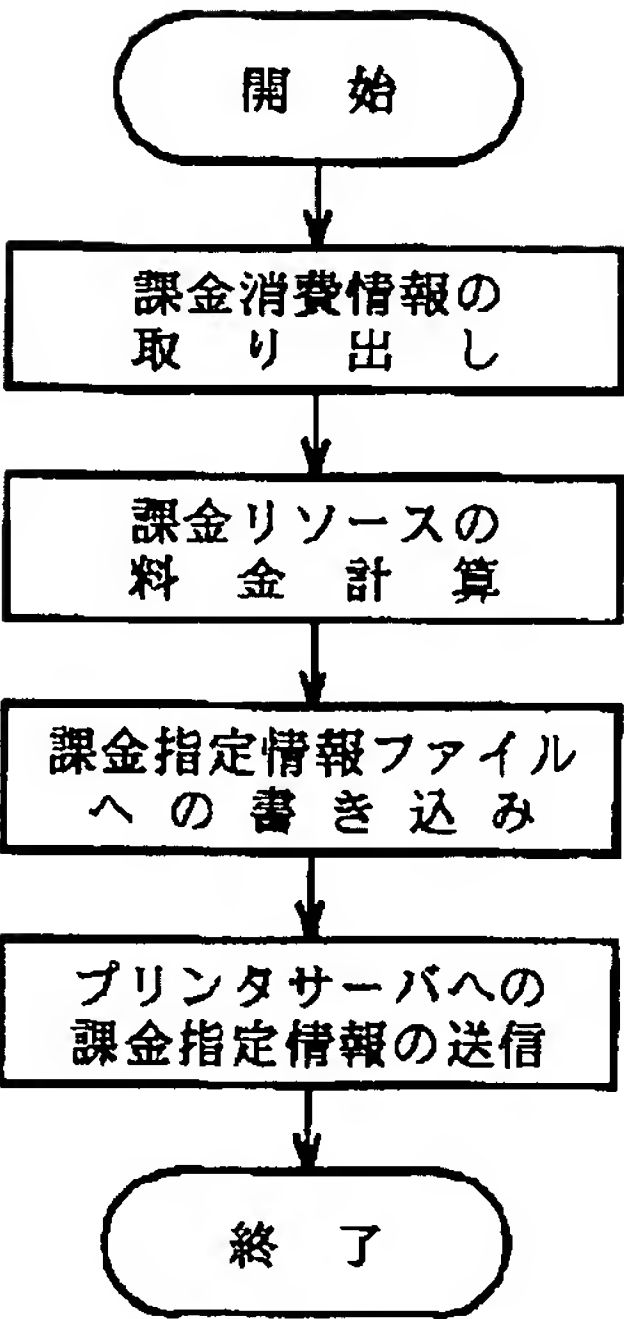 開始
課金消費情報の
取り出し
課金リソースの
料金計算
課金指定情報ファイル
への書き込み
プリンタサーバへの
課金指定情報の送信
終了